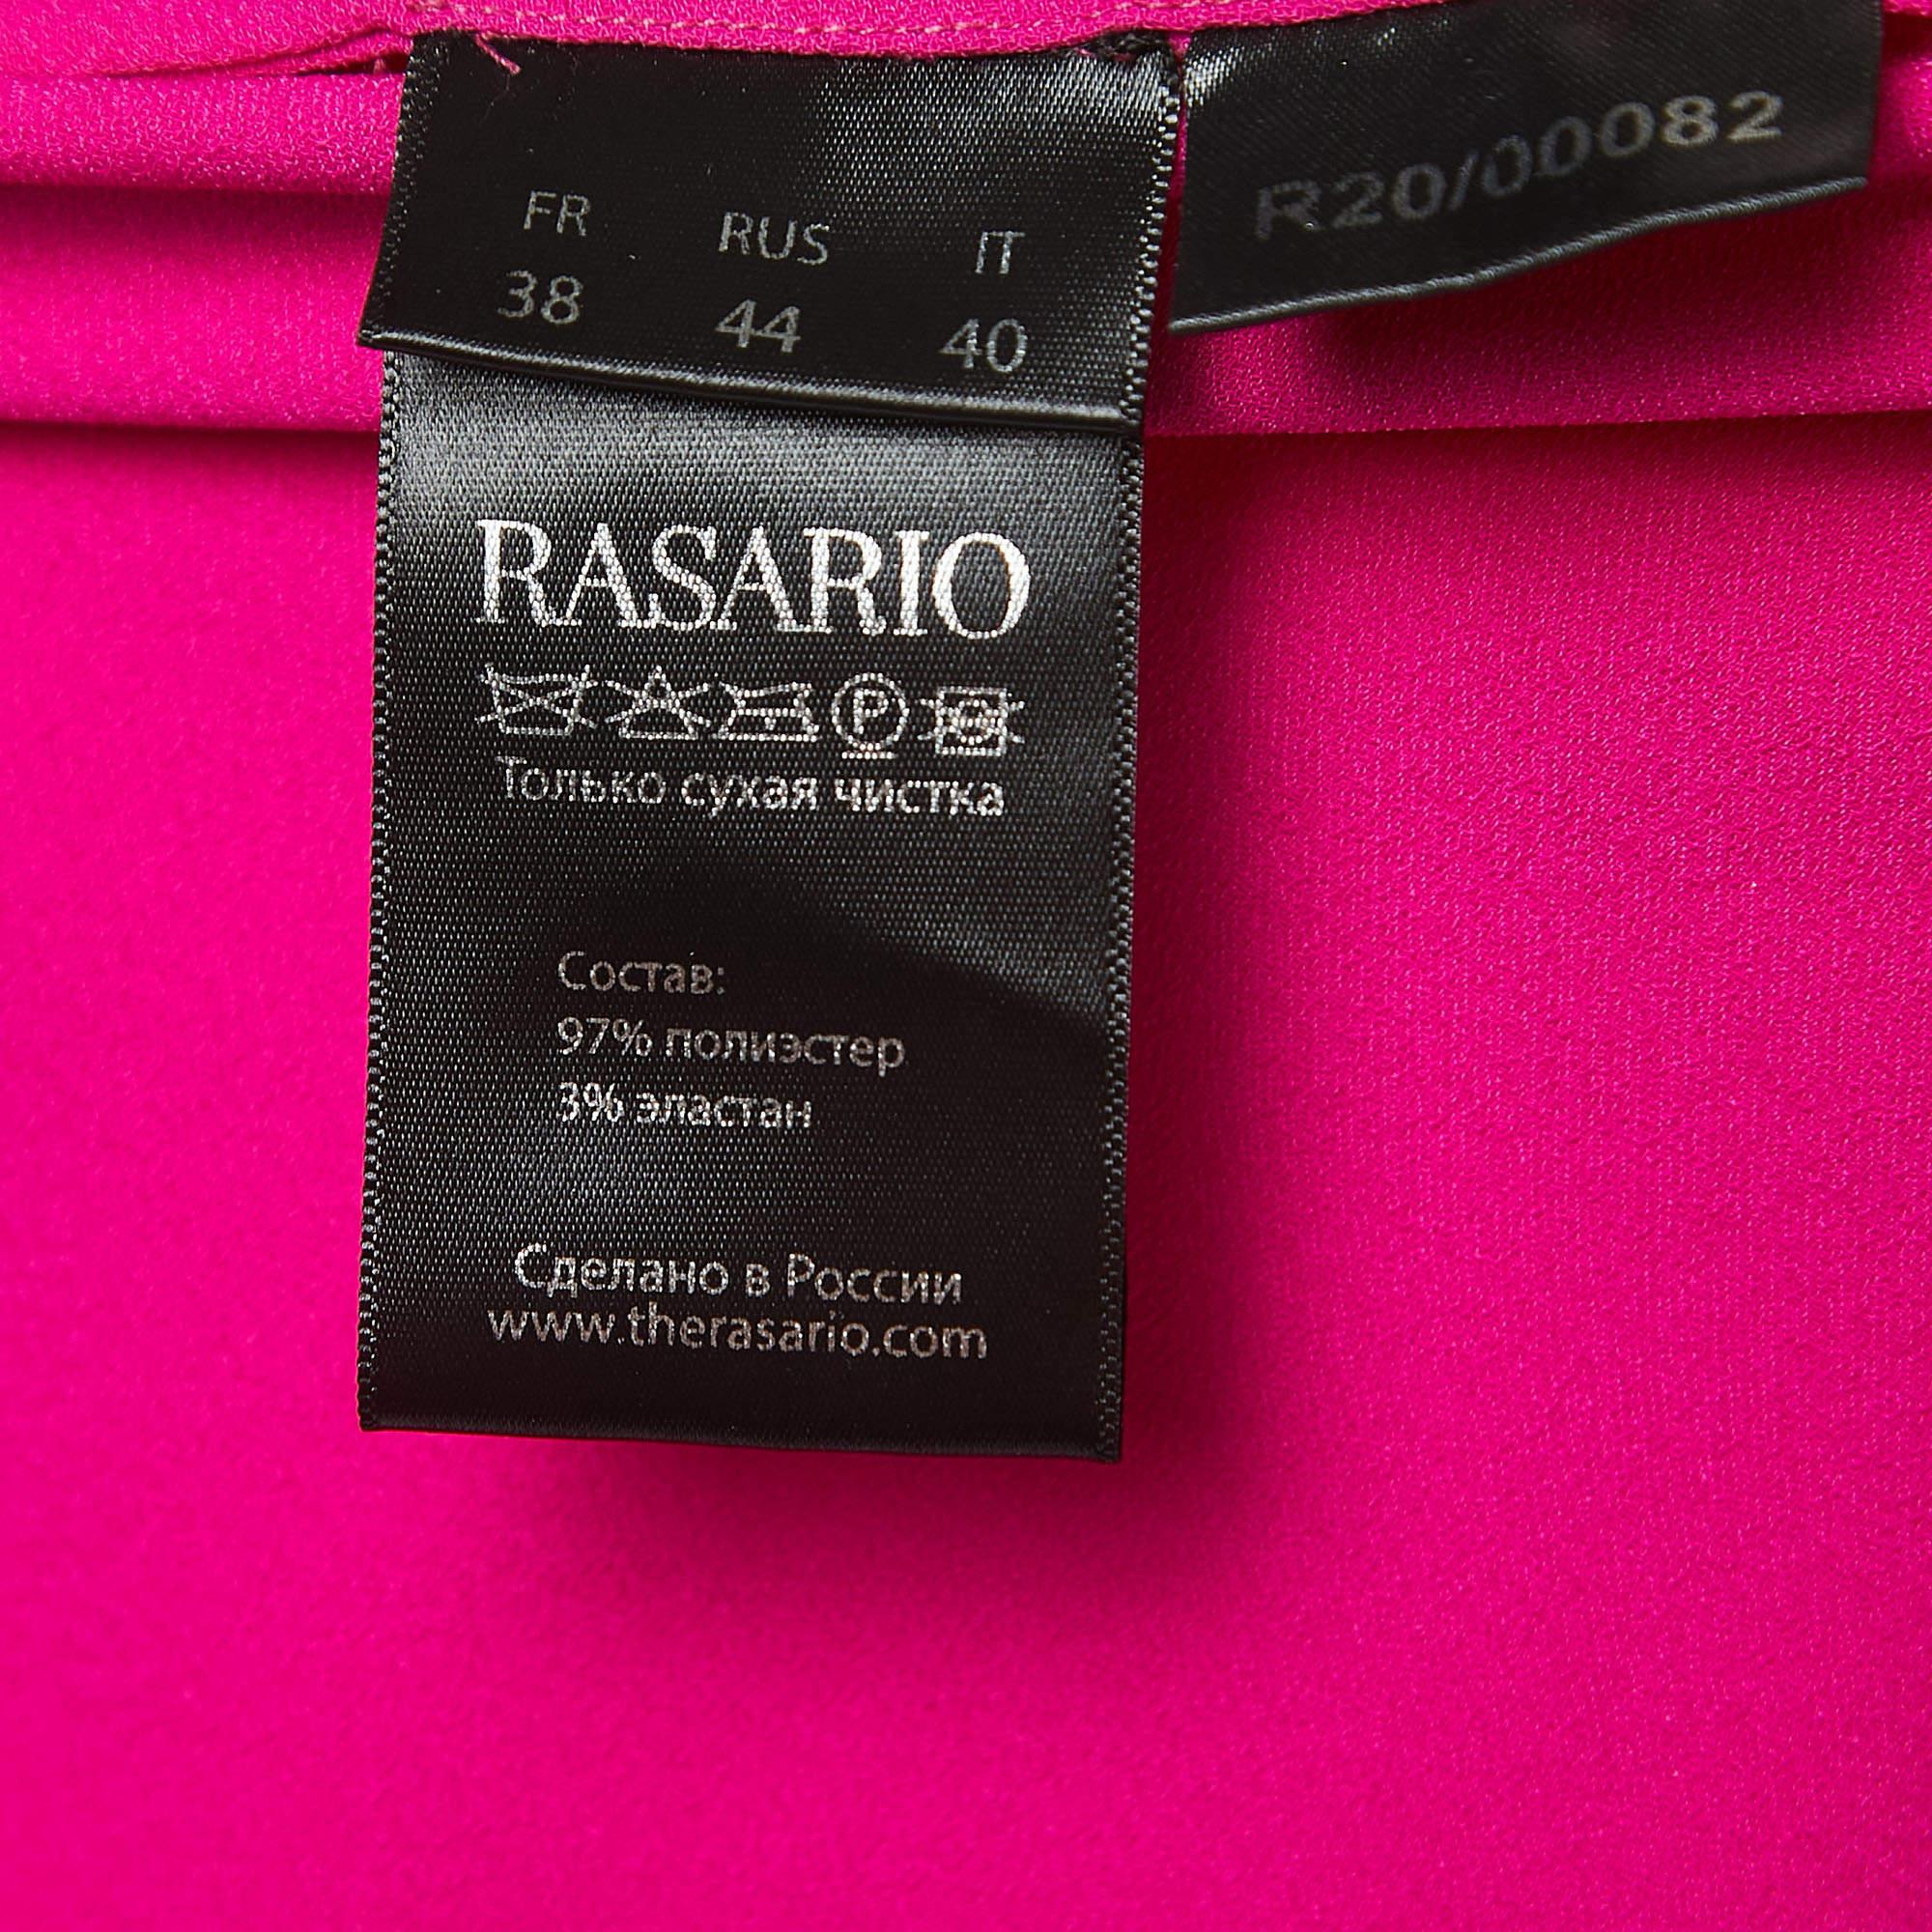 FR RUS IT
38 44 40
R20/00082
RASARIO
P
Только сухая чистка
Состав:
97% полиэстер
3% эластан
Сделано в России
www.therasario.com